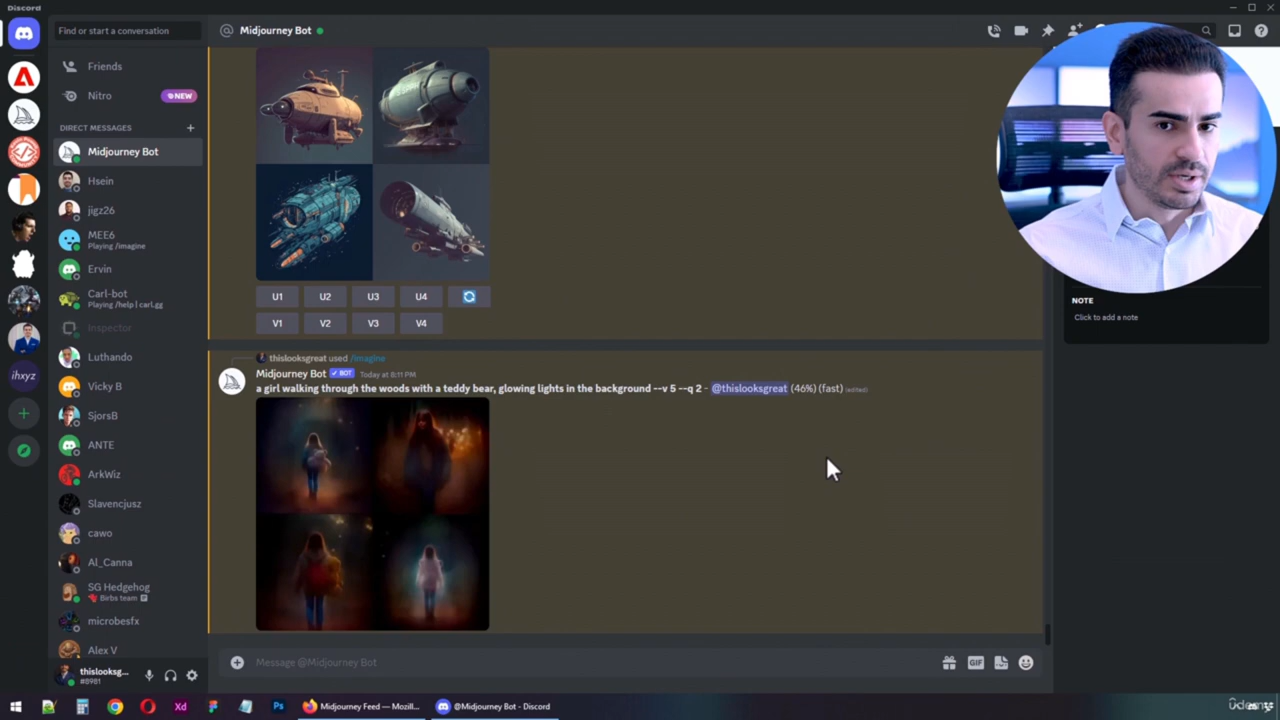 Discord
Find or start a conversation
Midjourney Bot
Friends
Nitro
NEW
DIRECT MESSAGES
Midjourney Bot
Hsein
jigz26
MEE6
Playing /imagine
Ervin
Carl-bot
Playing /help | carl.gg
Inspector
Luthando
Vicky B
SjorsB
ANTE
ArkWiz
Slavencjusz
cawo
Al_Canna
SG Hedgehog
Birbs team
microbesfx
Alex V
ihxyz
thislooksg...
#8981
U1 U2 U3 U4
V1 V2 V3 V4
thislooksgreat used /imagine
Midjourney Bot ✓ BOT Today at 8:11 PM
a girl walking through the woods with a teddy bear, glowing lights in the background --v 5 --q 2 - @thislooksgreat (46%) (fast) (edited)
Message @Midjourney Bot
GIF
NOTE
Click to add a note
Xd
Ps
Midjourney Feed — Mozill...
@Midjourney Bot - Discord